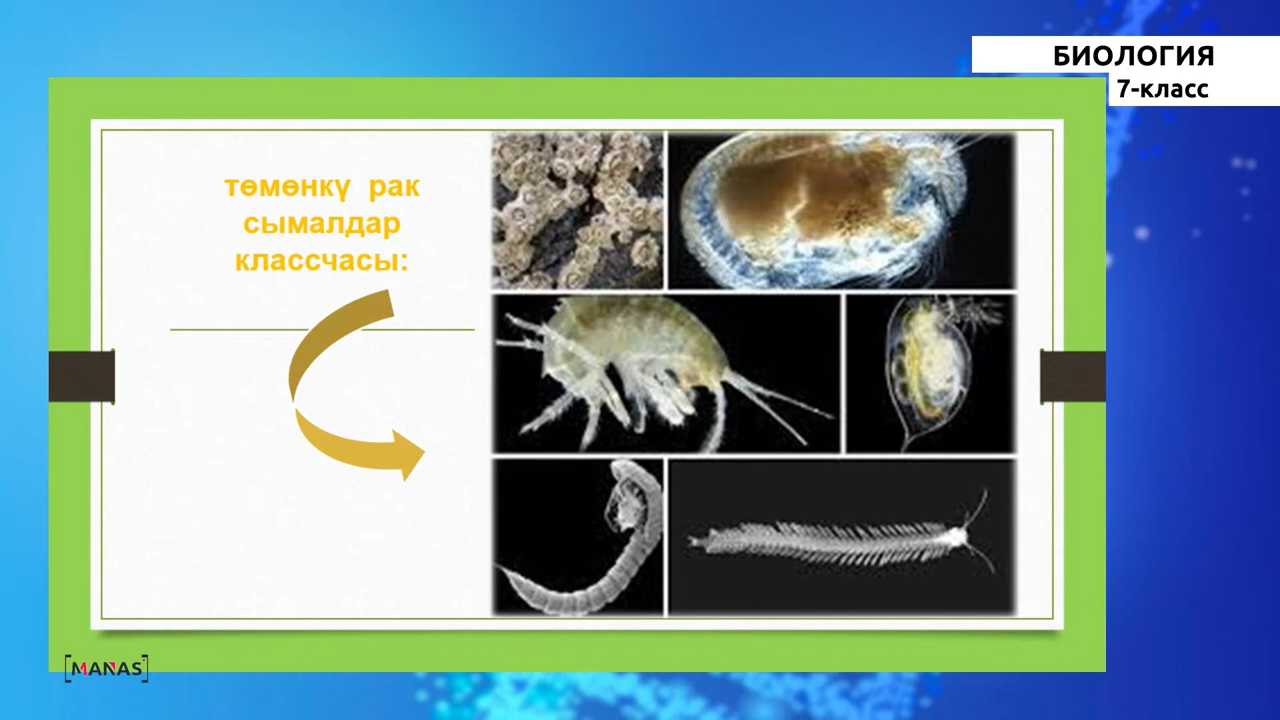 БИОЛОГИЯ
7-класс
төмөнкү рак
сымалдар
классчасы:
MANAS